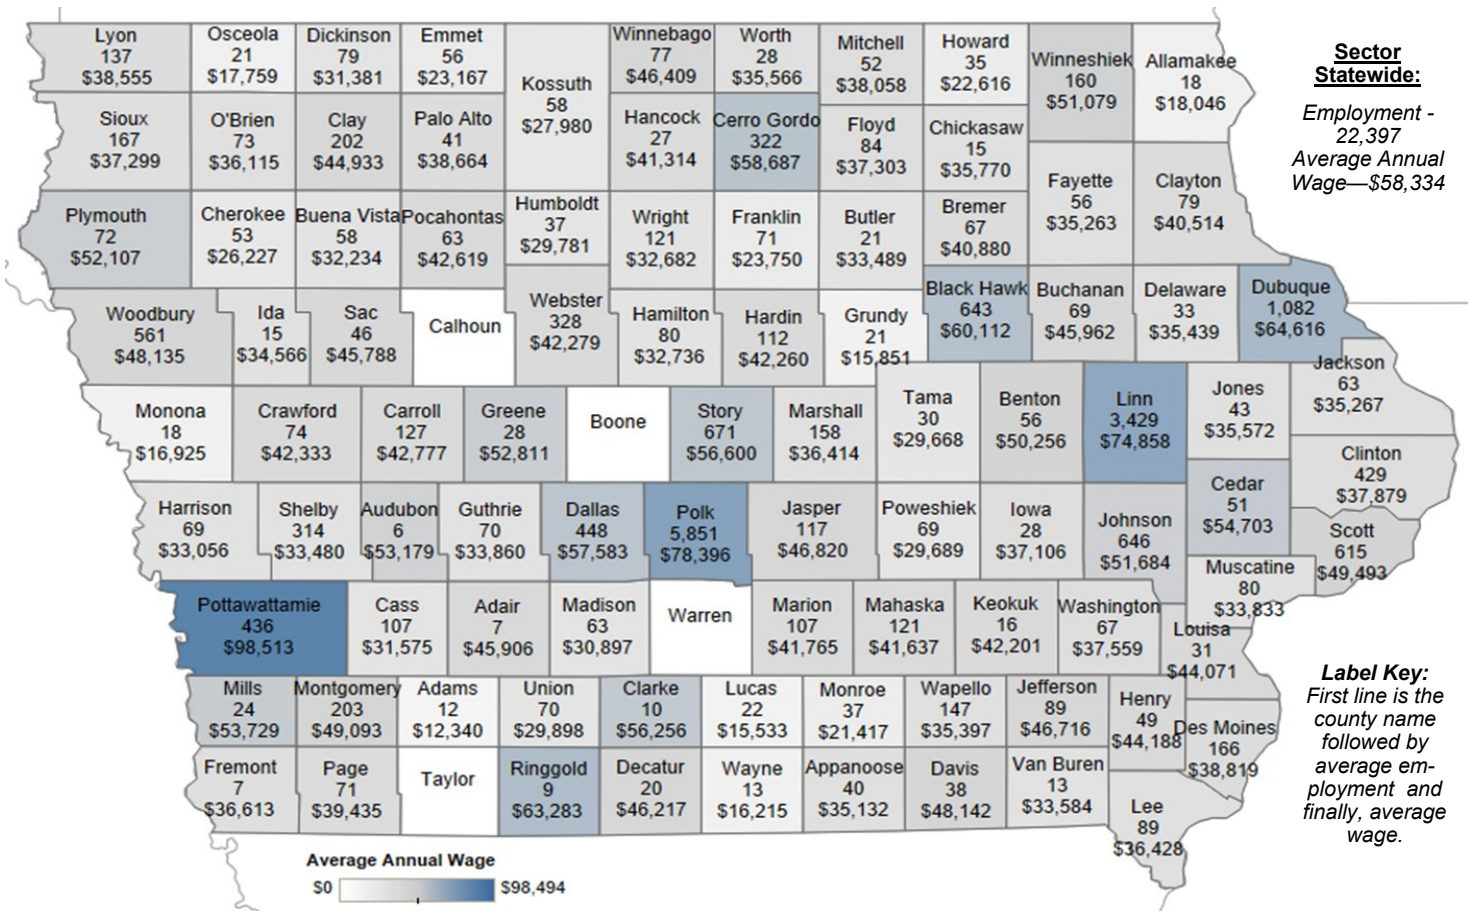 Lyon
137
$38,555
Osceola
21
$17,759
Dickinson
79
$31,381
Emmet
56
$23,167
Kossuth
58
$27,980
Winnebago
77
$46,409
Worth
28
$35,566
Mitchell
52
$38,058
Howard
35
$22,616
Winneshiek
160
$51,079
Allamakee
18
$18,046
Sector
Statewide:
Employment -
22,397
Average Annual
Wage—$58,334
Sioux
167
$37,299
O'Brien
73
$36,115
Clay
202
$44,933
Palo Alto
41
$38,664
Hancock
27
$41,314
Cerro Gordo
322
$58,687
Floyd
84
$37,303
Chickasaw
15
$35,770
Fayette
56
$35,263
Clayton
79
$40,514
Plymouth
72
$52,107
Cherokee
53
$26,227
Buena Vista
58
$32,234
Pocahontas
63
$42,619
Humboldt
37
$29,781
Wright
121
$32,682
Franklin
71
$23,750
Butler
21
$33,489
Bremer
67
$40,880
Woodbury
561
$48,135
Ida
15
$34,566
Sac
46
$45,788
Calhoun
Webster
328
$42,279
Hamilton
80
$32,736
Hardin
112
$42,260
Grundy
21
$15,851
Black Hawk
643
$60,112
Buchanan
69
$45,962
Delaware
33
$35,439
Dubuque
1,082
$64,616
Monona
18
$16,925
Crawford
74
$42,333
Carroll
127
$42,777
Greene
28
$52,811
Boone
Story
671
$56,600
Marshall
158
$36,414
Tama
30
$29,668
Benton
56
$50,256
Linn
3,429
$74,858
Jones
43
$35,572
Jackson
63
$35,267
Clinton
429
$37,879
Harrison
69
$33,056
Shelby
314
$33,480
Audubon
6
$53,179
Guthrie
70
$33,860
Dallas
448
$57,583
Polk
5,851
$78,396
Jasper
117
$46,820
Poweshiek
69
$29,689
Iowa
28
$37,106
Johnson
646
$51,684
Cedar
51
$54,703
Scott
615
$49,493
Muscatine
80
$33,833
Pottawattamie
436
$98,513
Cass
107
$31,575
Adair
7
$45,906
Madison
63
$30,897
Warren
Marion
107
$41,765
Mahaska
121
$41,637
Keokuk
16
$42,201
Washington
67
$37,559
Louisa
31
$44,071
Mills
24
$53,729
Montgomery
203
$49,093
Adams
12
$12,340
Union
70
$29,898
Clarke
10
$56,256
Lucas
22
$15,533
Monroe
37
$21,417
Wapello
147
$35,397
Jefferson
89
$46,716
Henry
49
$44,188
Des Moines
166
$38,819
Fremont
7
$36,613
Page
71
$39,435
Taylor
Ringgold
9
$63,283
Decatur
20
$46,217
Wayne
13
$16,215
Appanoose
40
$35,132
Davis
38
$48,142
Van Buren
13
$33,584
Lee
89
$36,428
Label Key:
First line is the
county name
followed by
average em-
ployment and
finally, average
wage.
Average Annual Wage
$0 $98,494